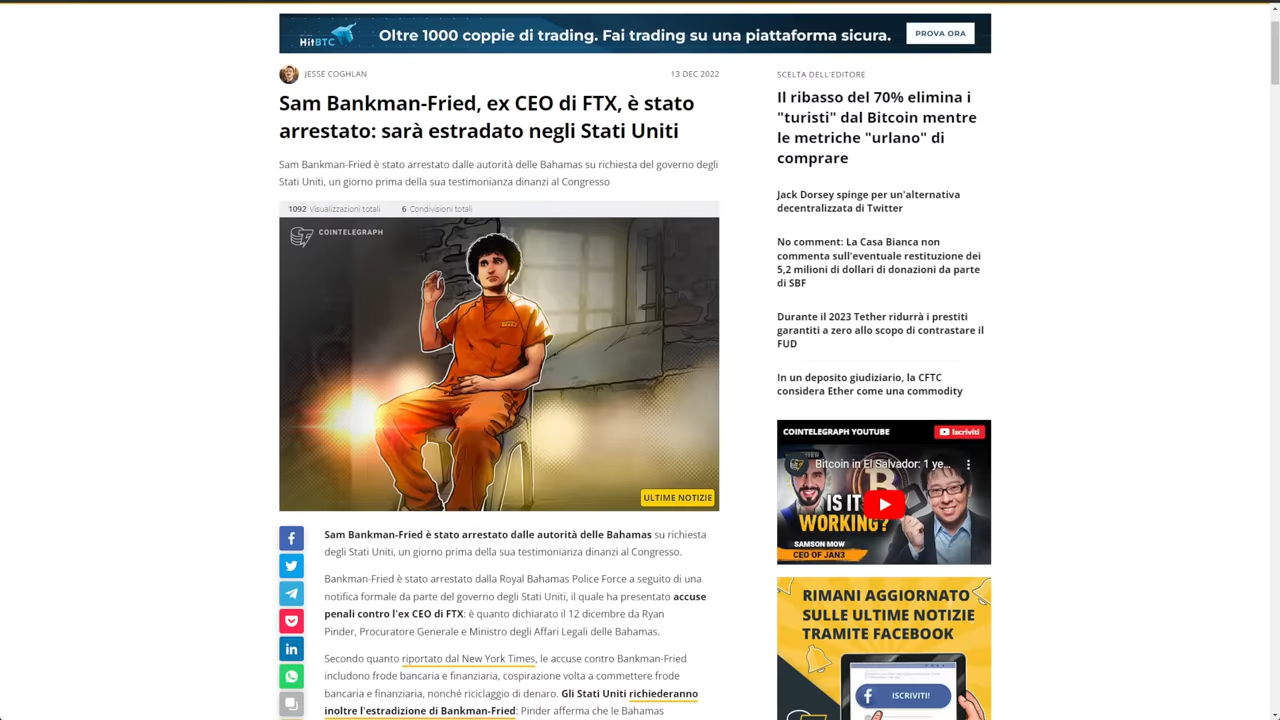 HitBTC
Oltre 1000 coppie di trading. Fai trading su una piattaforma sicura.
PROVA ORA
JESSE COGHLAN
13 DEC 2022
Sam Bankman-Fried, ex CEO di FTX, è stato
arrestato: sarà estradato negli Stati Uniti
Sam Bankman-Fried è stato arrestato dalle autorità delle Bahamas su richiesta del governo degli
Stati Uniti, un giorno prima della sua testimonianza dinanzi al Congresso
1092 Visualizzazioni totali
6 Condivisioni totali
COINTELEGRAPH
ULTIME NOTIZIE
Sam Bankman-Fried è stato arrestato dalle autorità delle Bahamas su richiesta
degli Stati Uniti, un giorno prima della sua testimonianza dinanzi al Congresso.
Bankman-Fried è stato arrestato dalla Royal Bahamas Police Force a seguito di una
notifica formale da parte del governo degli Stati Uniti, il quale ha presentato accuse
penali contro l'ex CEO di FTX: è quanto dichiarato il 12 dicembre da Ryan
Pinder, Procuratore Generale e Ministro degli Affari Legali delle Bahamas.
Secondo quanto riportato dal New York Times, le accuse contro Bankman-Fried
includono frode bancaria e finanziaria, cospirazione volta a commettere frode
bancaria e finanziaria, nonché riciclaggio di denaro. Gli Stati Uniti richiederanno
inoltre l'estradizione di Bankman-Fried: Pinder afferma che le Bahamas
SCELTA DELL'EDITORE
Il ribasso del 70% elimina i
"turisti" dal Bitcoin mentre
le metriche "urlano" di
comprare
Jack Dorsey spinge per un'alternativa
decentralizzata di Twitter
No comment: La Casa Bianca non
commenta sull'eventuale restituzione dei
5,2 milioni di dollari di donazioni da parte
di SBF
Durante il 2023 Tether ridurrà i prestiti
garantiti a zero allo scopo di contrastare il
FUD
In un deposito giudiziario, la CFTC
considera Ether come una commodity
COINTELEGRAPH YOUTUBE
Iscriviti
Bitcoin in El Salvador: 1 ye...
IS IT
WORKING?
SAMSON MOW
CEO OF JAN3
RIMANI AGGIORNATO
SULLE ULTIME NOTIZIE
TRAMITE FACEBOOK
ISCRIVITI!